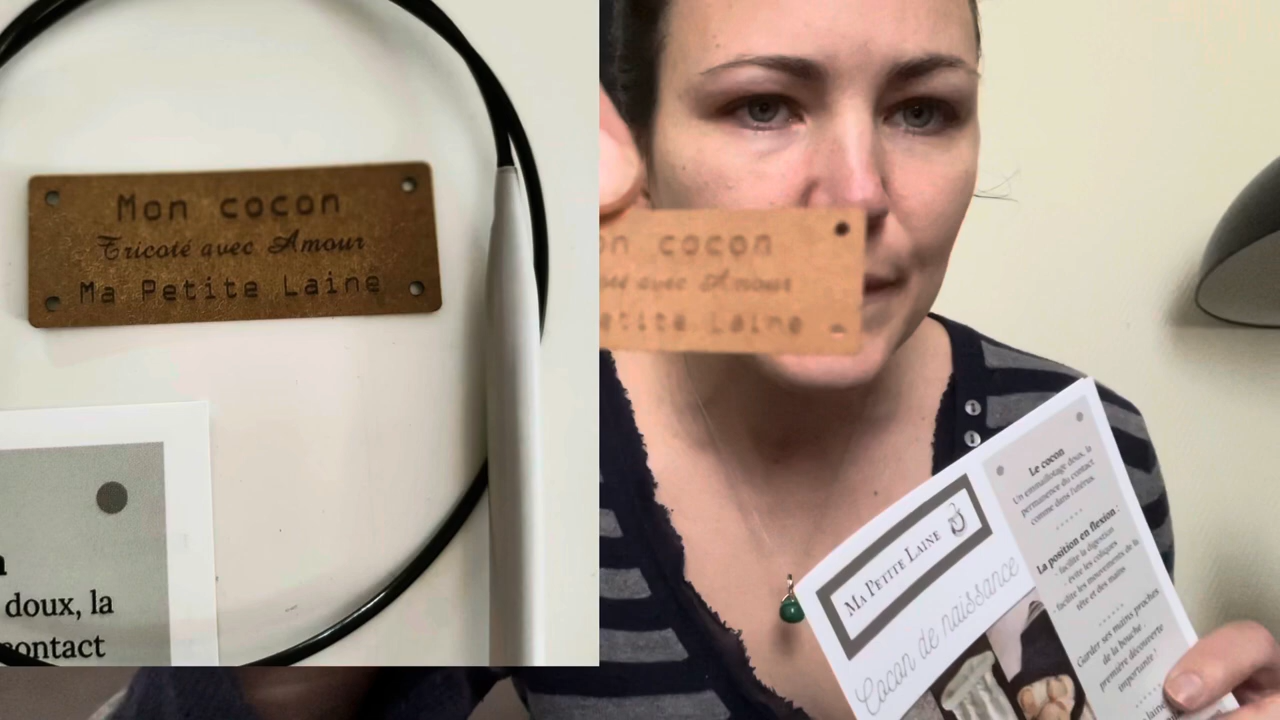 Mon cocon
Tricoté avec Amour
Ma Petite Laine
doux, la
contact
on cocon
avec Amour
etite Laine
MA PETITE LAINE
Cocon de naissance
Le cocon
Un emmaillotage doux, la
permanence du contact
comme dans l'utérus.
La position en flexion :
- facilite la digestion
- évite les coliques
- facilite les mouvements de la
tête et des mains
Garder ses mains proches
de la bouche :
première découverte
importante !